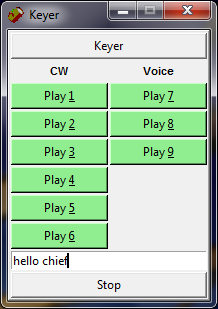 Keyer
Keyer
CW Voice
Play 1 Play 7
Play 2 Play 8
Play 3 Play 9
Play 4
Play 5
Play 6
hello chief
Stop